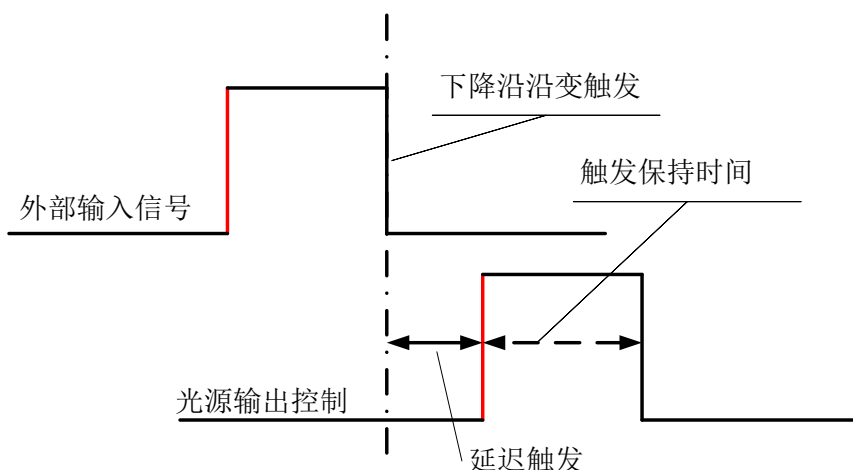 下降沿沿变触发
触发保持时间
外部输入信号
光源输出控制
延迟触发